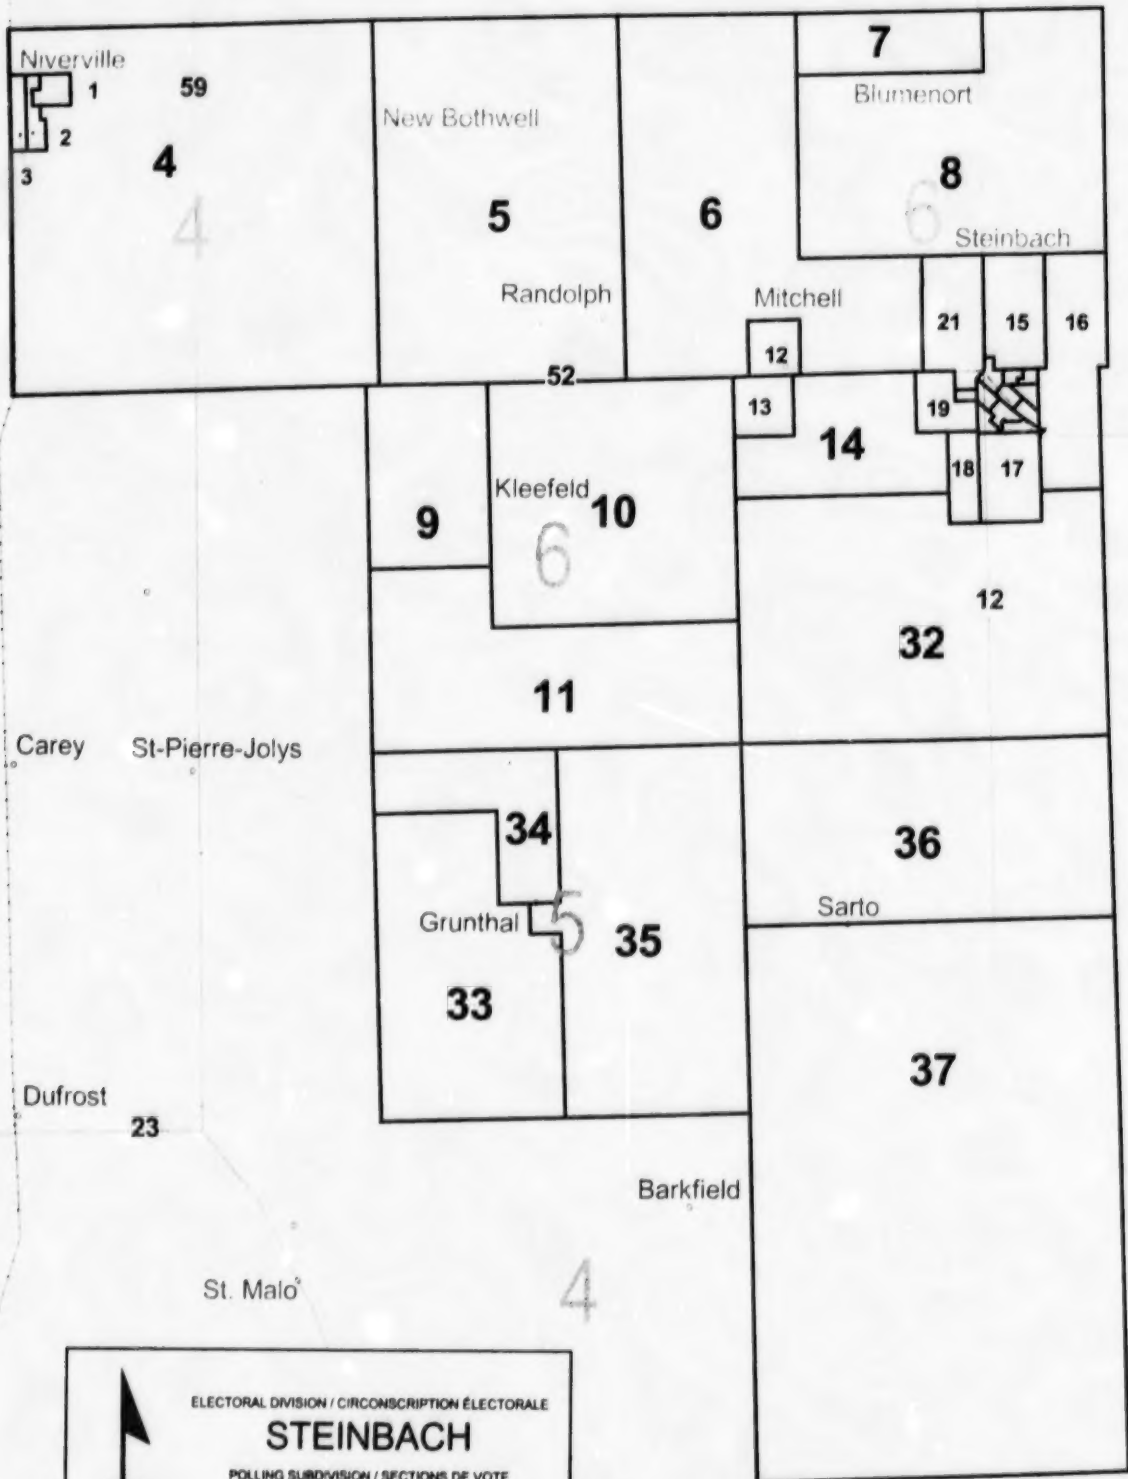 7
Niverville
1
59
Blumenort
New Bothwell
2
4
3
8
5
6
4
6
Steinbach
Randolph
Mitchell
21
15
16
12
52
13
19
14
18
17
Kleefeld
10
9
6
12
32
11
Carey
St-Pierre-Jolys
34
36
Sarto
Grunthal
5
35
33
37
Dufrost
23
Barkfield
St. Malo
4
ELECTORAL DIVISION / CIRCONSCRIPTION ÉLECTORALE
STEINBACH
POLLING SUBDIVISION / SECTIONS DE VOTE